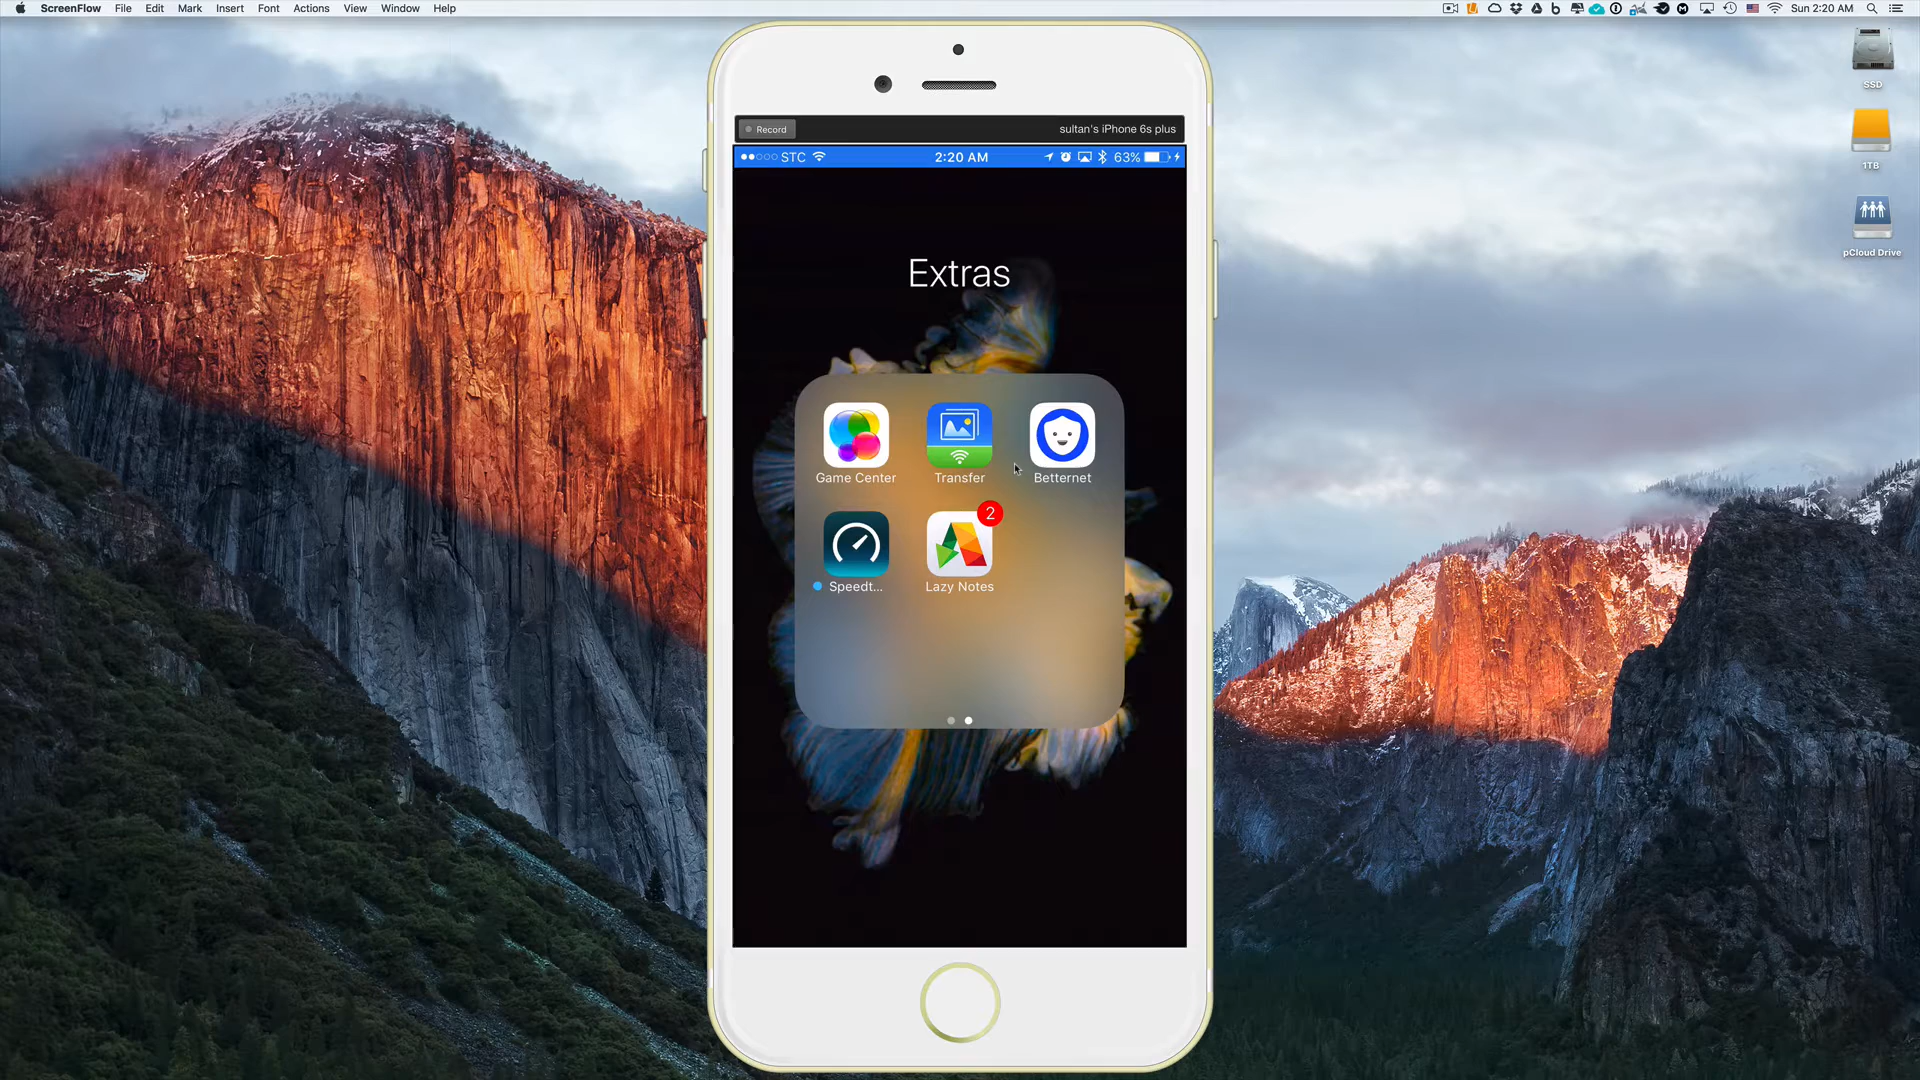 ScreenFlow File Edit Mark Insert Font Actions View Window Help
Sun 2:20 AM
SSD
1TB
pCloud Drive
Record
sultan's iPhone 6s plus
STC 2:20 AM 63%
Extras
Game Center Transfer Betternet
2
Speedt... Lazy Notes